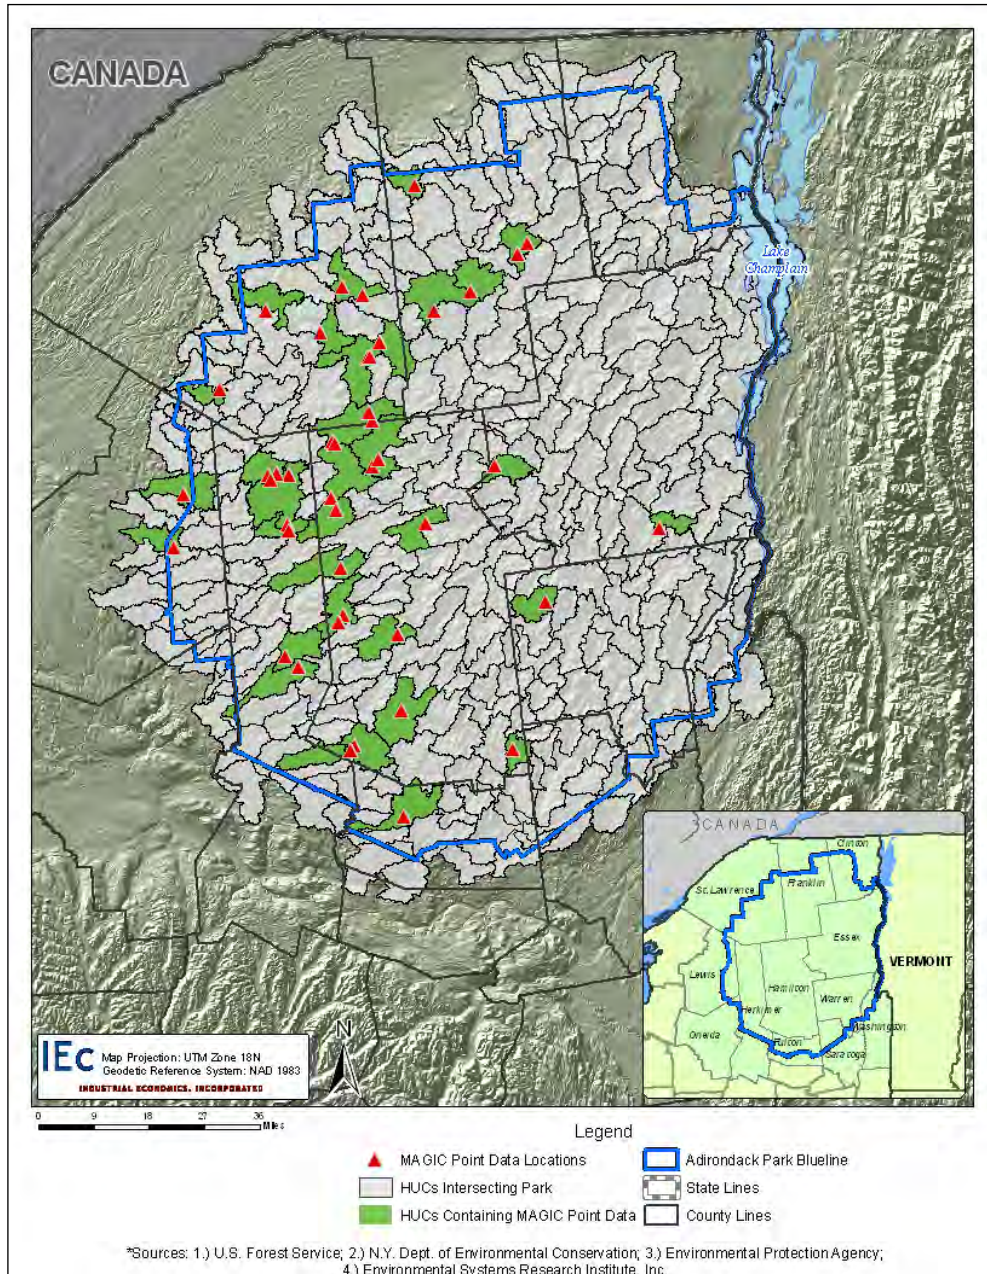 CANADA
Lake
Champlain
CANADA
Clinton
Franklin
St. Lawrence
Essex
VERMONT
Lewis
Hamilton
Warren
Herkimer
Washington
Oneida
Fulton
Saratoga
IEc
Map Projection: UTM Zone 18N
Geodetic Reference System: NAD 1983
INDUSTRIAL ECONOMICS, INCORPORATED
N
0 9 18 27 36
Miles
Legend
MAGIC Point Data Locations
HUCs Intersecting Park
HUCs Containing MAGIC Point Data
Adirondack Park Blueline
State Lines
County Lines
*Sources: 1.) U.S. Forest Service; 2.) N.Y. Dept. of Environmental Conservation; 3.) Environmental Protection Agency;
4.) Environmental Systems Research Institute, Inc.